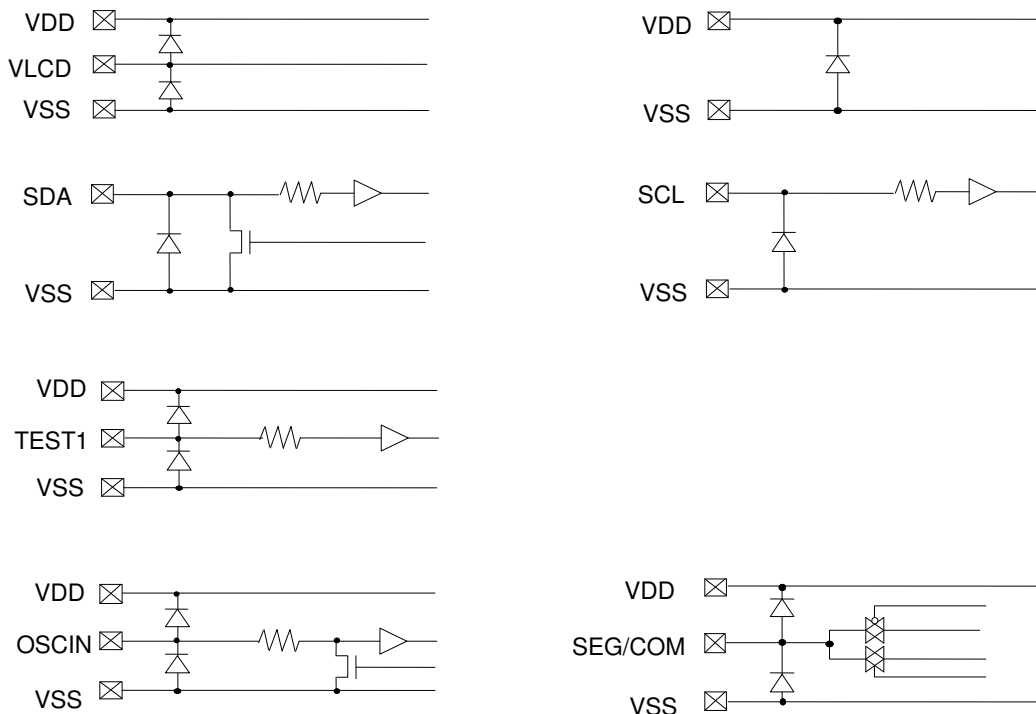 VDD
VLCD
VSS
VDD
VSS
SDA
VSS
SCL
VSS
VDD
TEST1
VSS
VDD
OSCIN
VSS
VDD
SEG/COM
VSS